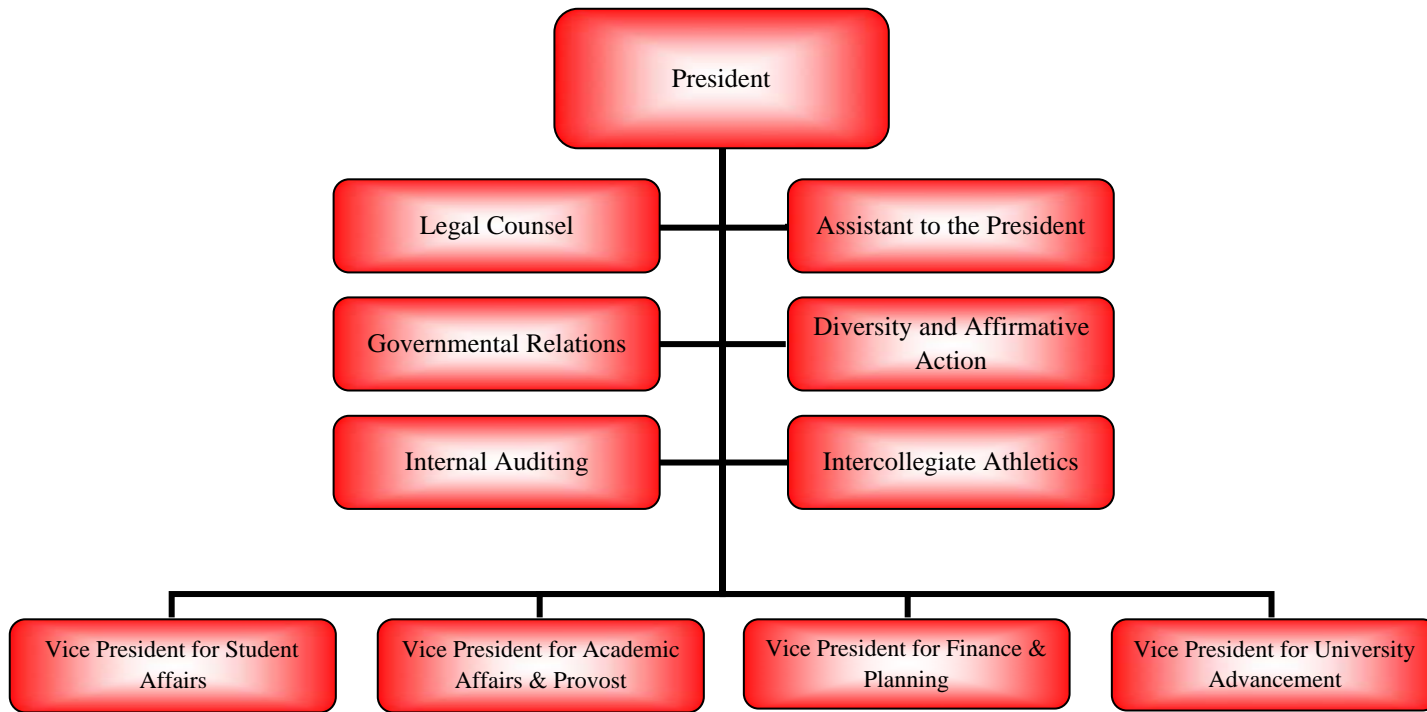 President
Legal Counsel
Assistant to the President
Governmental Relations
Diversity and Affirmative
Action
Internal Auditing
Intercollegiate Athletics
Vice President for Student
Affairs
Vice President for Academic
Affairs & Provost
Vice President for Finance &
Planning
Vice President for University
Advancement